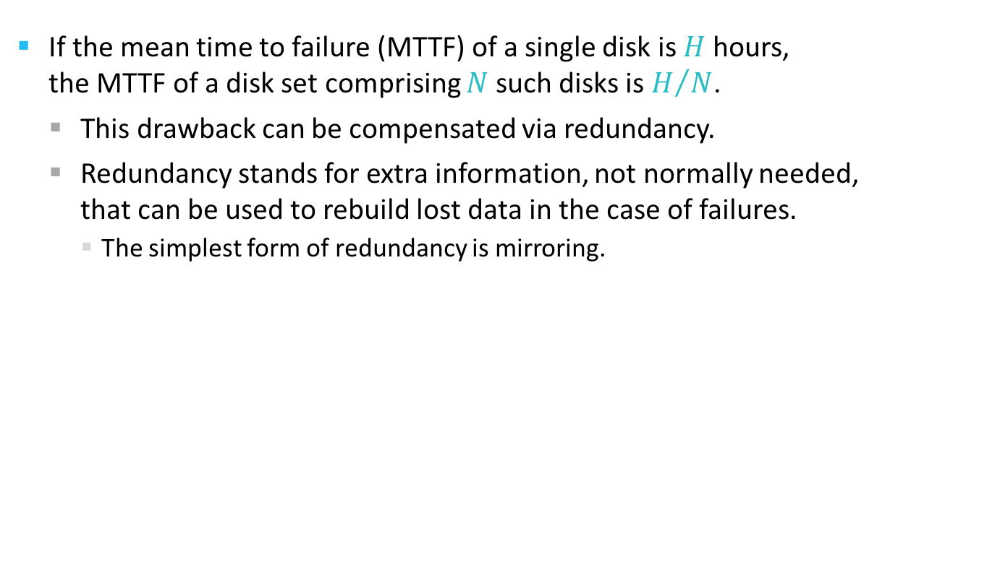 If the mean time to failure (MTTF) of a single disk is H hours,
the MTTF of a disk set comprising N such disks is H/N.
This drawback can be compensated via redundancy.
Redundancy stands for extra information, not normally needed,
that can be used to rebuild lost data in the case of failures.
The simplest form of redundancy is mirroring.